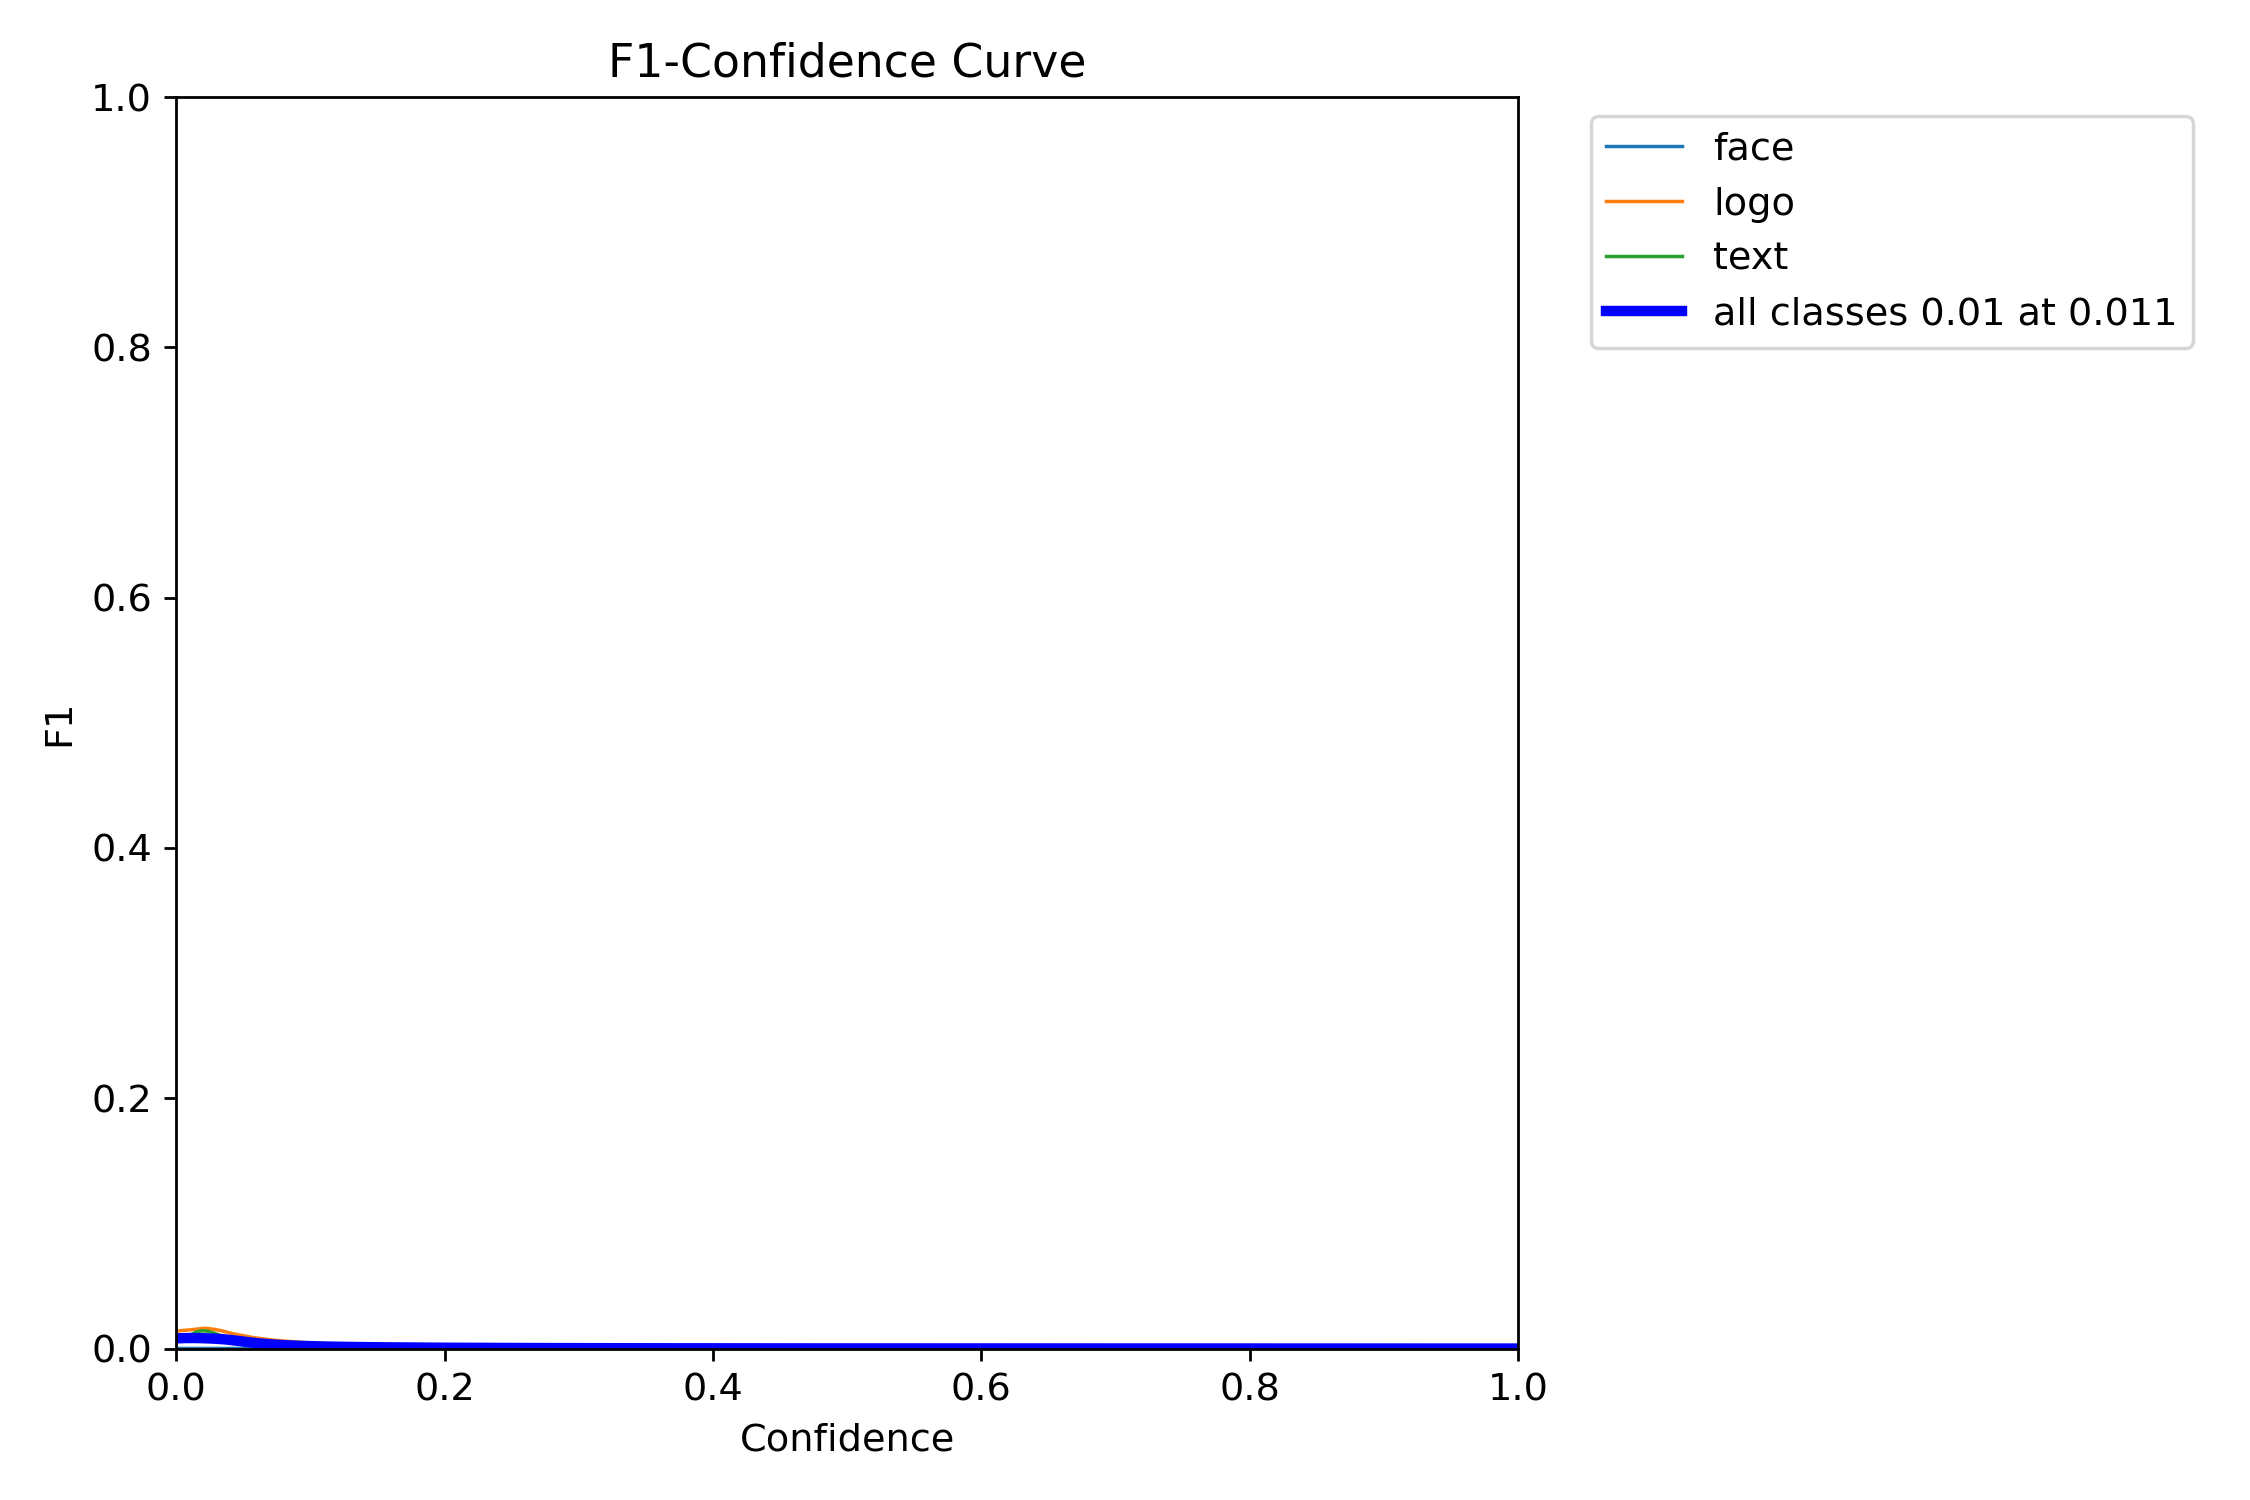 F1-Confidence Curve
1.0
0.8
0.6
0.4
0.2
0.0
F1
0.0 0.2 0.4 0.6 0.8 1.0
Confidence
face
logo
text
all classes 0.01 at 0.011